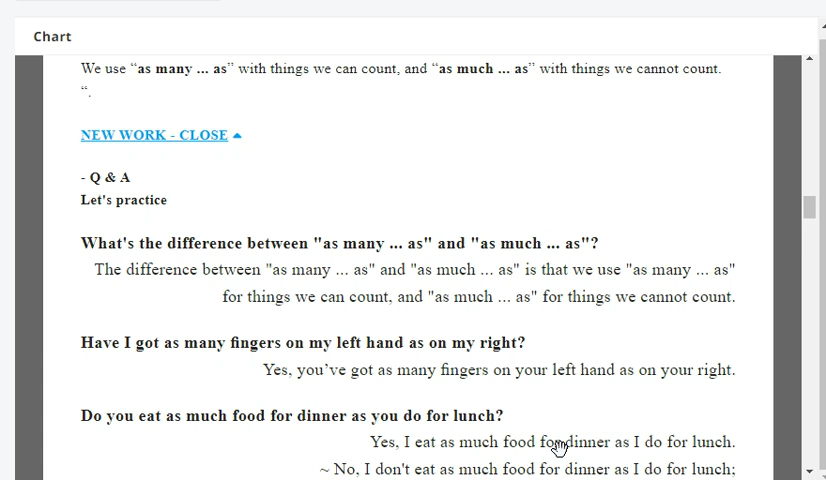 Chart
We use “as many ... as” with things we can count, and “as much ... as” with things we cannot count.
“.
NEW WORK - CLOSE
- Q & A
Let's practice
What's the difference between "as many ... as" and "as much ... as"?
The difference between "as many ... as" and "as much ... as" is that we use "as many ... as"
for things we can count, and "as much ... as" for things we cannot count.
Have I got as many fingers on my left hand as on my right?
Yes, you’ve got as many fingers on your left hand as on your right.
Do you eat as much food for dinner as you do for lunch?
Yes, I eat as much food for dinner as I do for lunch.
~ No, I don't eat as much food for dinner as I do for lunch;